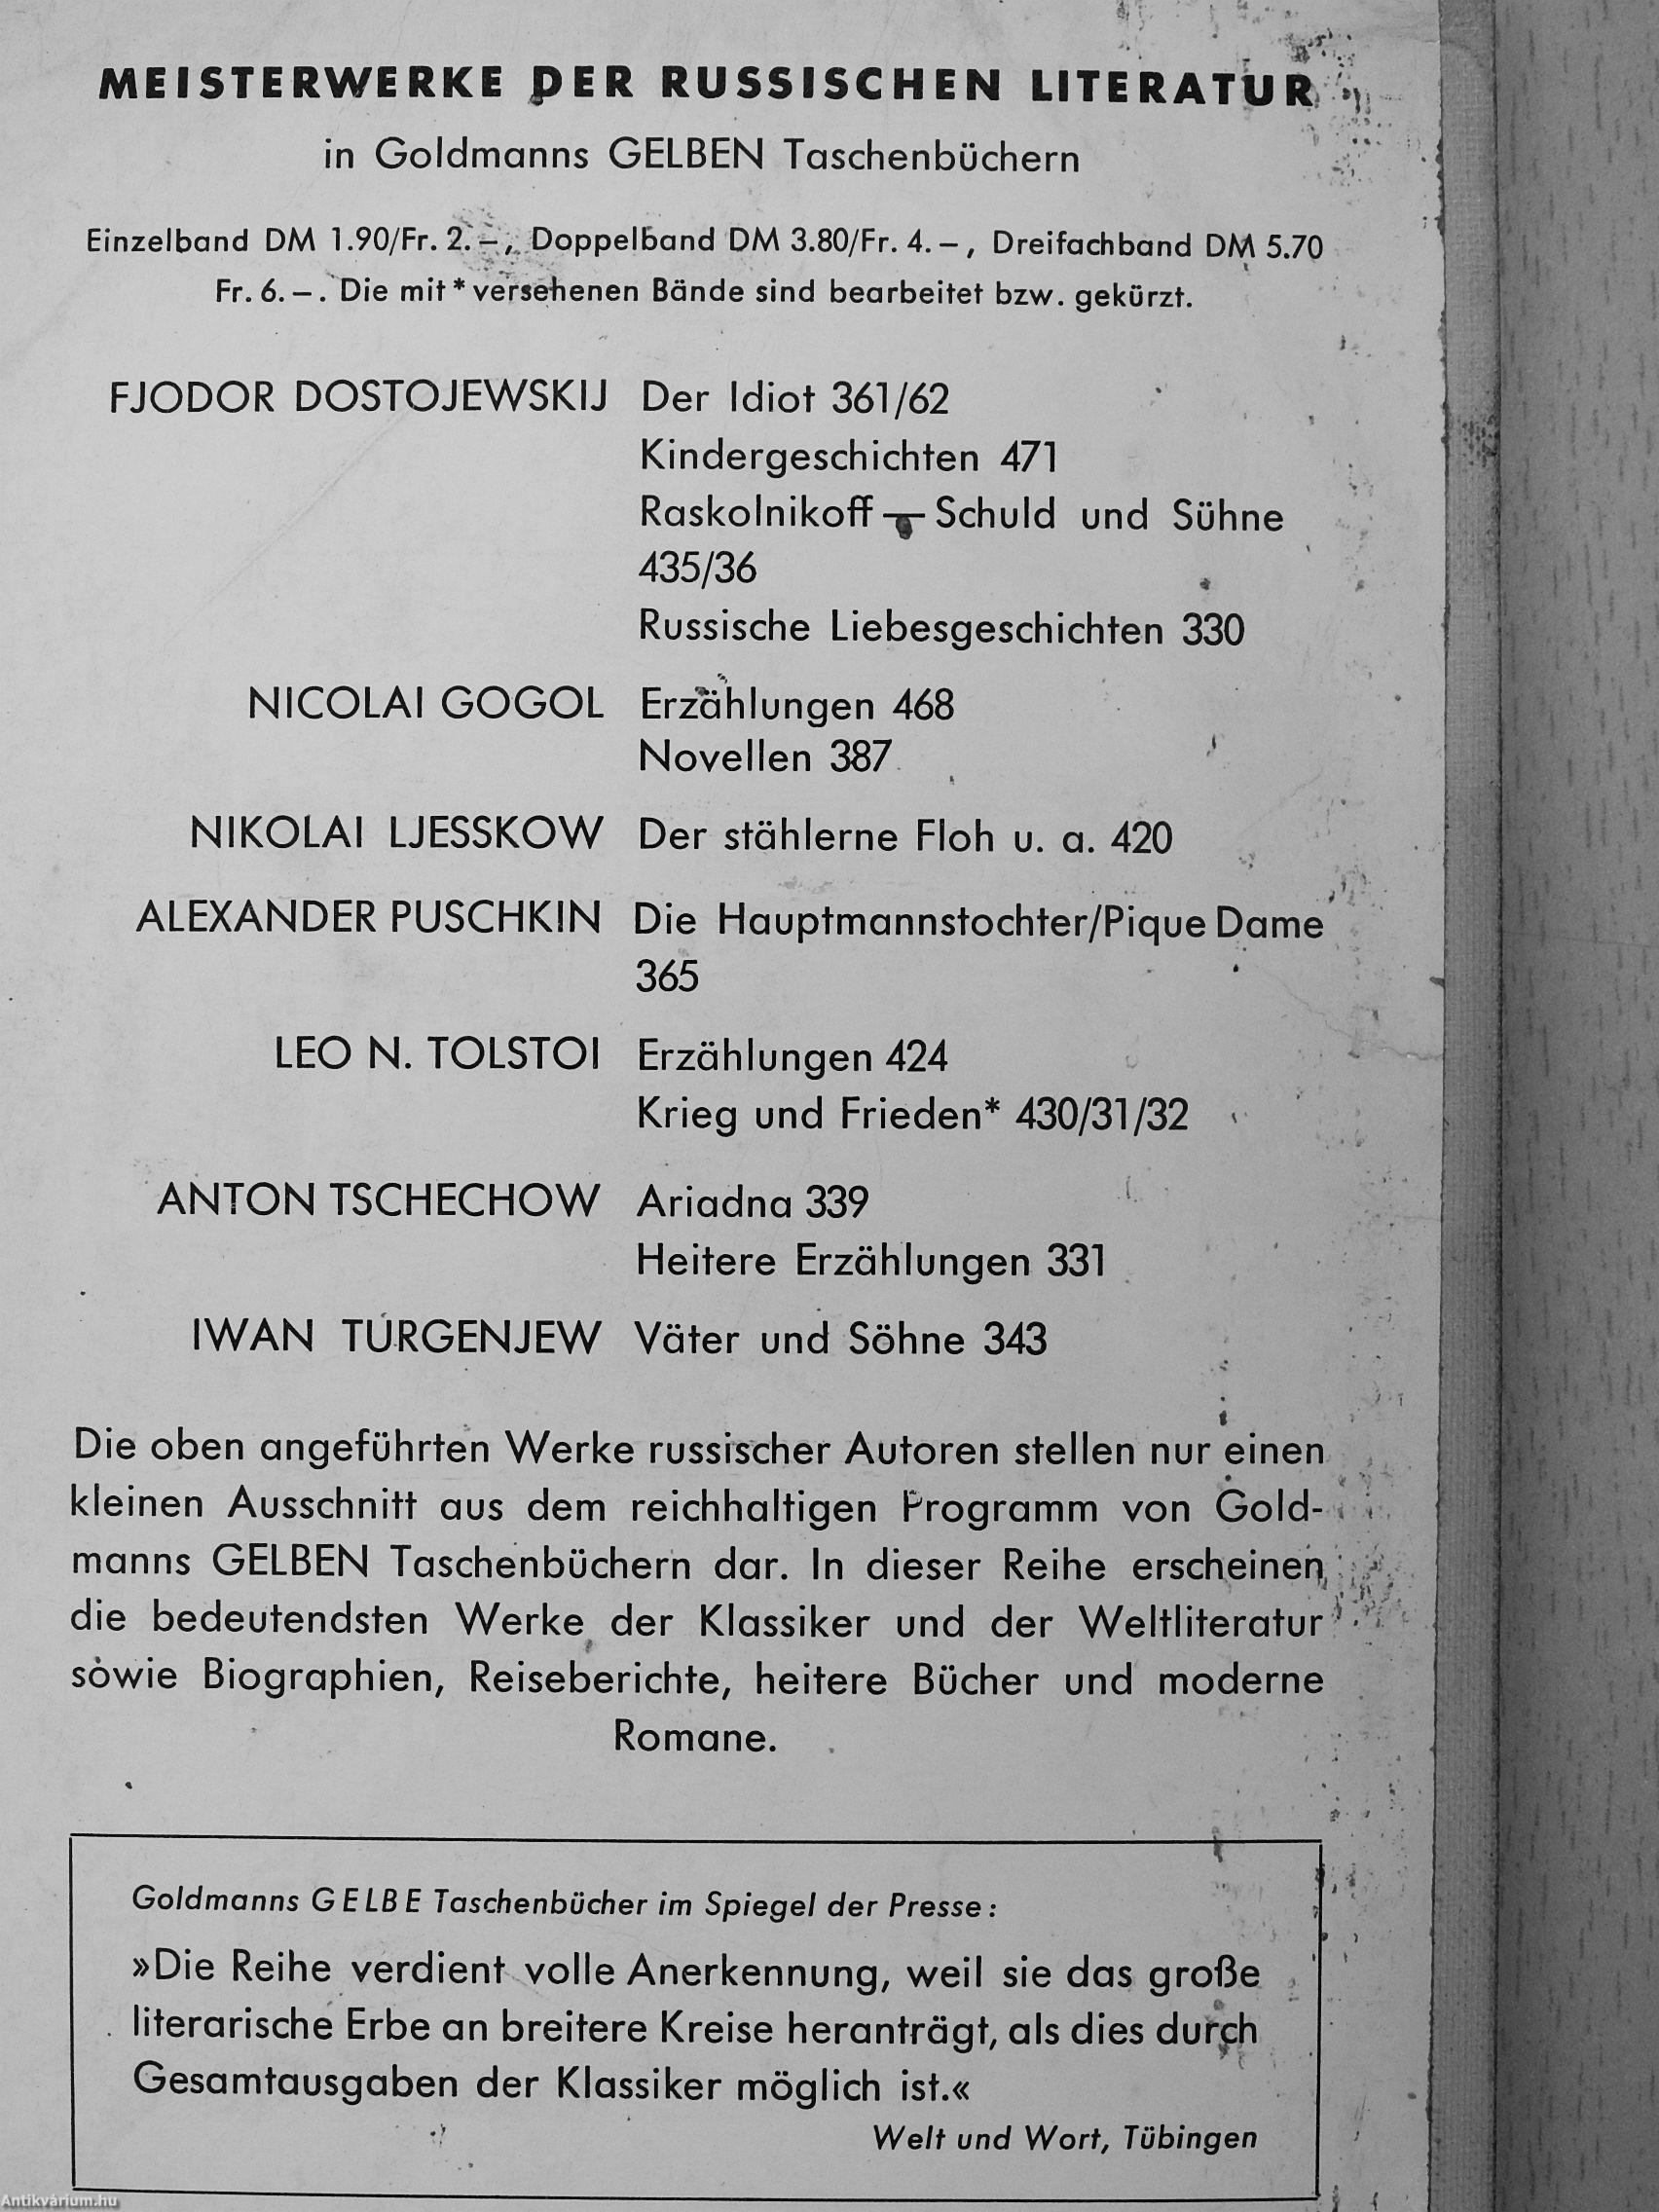 MEISTERWERKE DER RUSSISCHEN LITERATUR
in Goldmanns GELBEN Taschenbüchern
Einzelband DM 1.90/Fr. 2.–, Doppelband DM 3.80/Fr. 4.–, Dreifachband DM 5.70
Fr. 6.–. Die mit * versehenen Bände sind bearbeitet bzw. gekürzt.
FJODOR DOSTOJEWSKIJ Der Idiot 361/62
Kindergeschichten 471
Raskolnikoff – Schuld und Sühne
435/36
Russische Liebesgeschichten 330
NICOLAI GOGOL Erzählungen 468
Novellen 387
NIKOLAI LJESSKOW Der stählerne Floh u. a. 420
ALEXANDER PUSCHKIN Die Hauptmannstochter/Pique Dame
365
LEO N. TOLSTOI Erzählungen 424
Krieg und Frieden* 430/31/32
ANTON TSCHECHOW Ariadna 339
Heitere Erzählungen 331
IWAN TURGENJEW Väter und Söhne 343
Die oben angeführten Werke russischer Autoren stellen nur einen
kleinen Ausschnitt aus dem reichhaltigen Programm von Gold-
manns GELBEN Taschenbüchern dar. In dieser Reihe erscheinen
die bedeutendsten Werke der Klassiker und der Weltliteratur
sowie Biographien, Reiseberichte, heitere Bücher und moderne
Romane.
Goldmanns GELBE Taschenbücher im Spiegel der Presse:
»Die Reihe verdient volle Anerkennung, weil sie das große
literarische Erbe an breitere Kreise heranträgt, als dies durch
Gesamtausgaben der Klassiker möglich ist.«
Welt und Wort, Tübingen
Antikvárium.hu